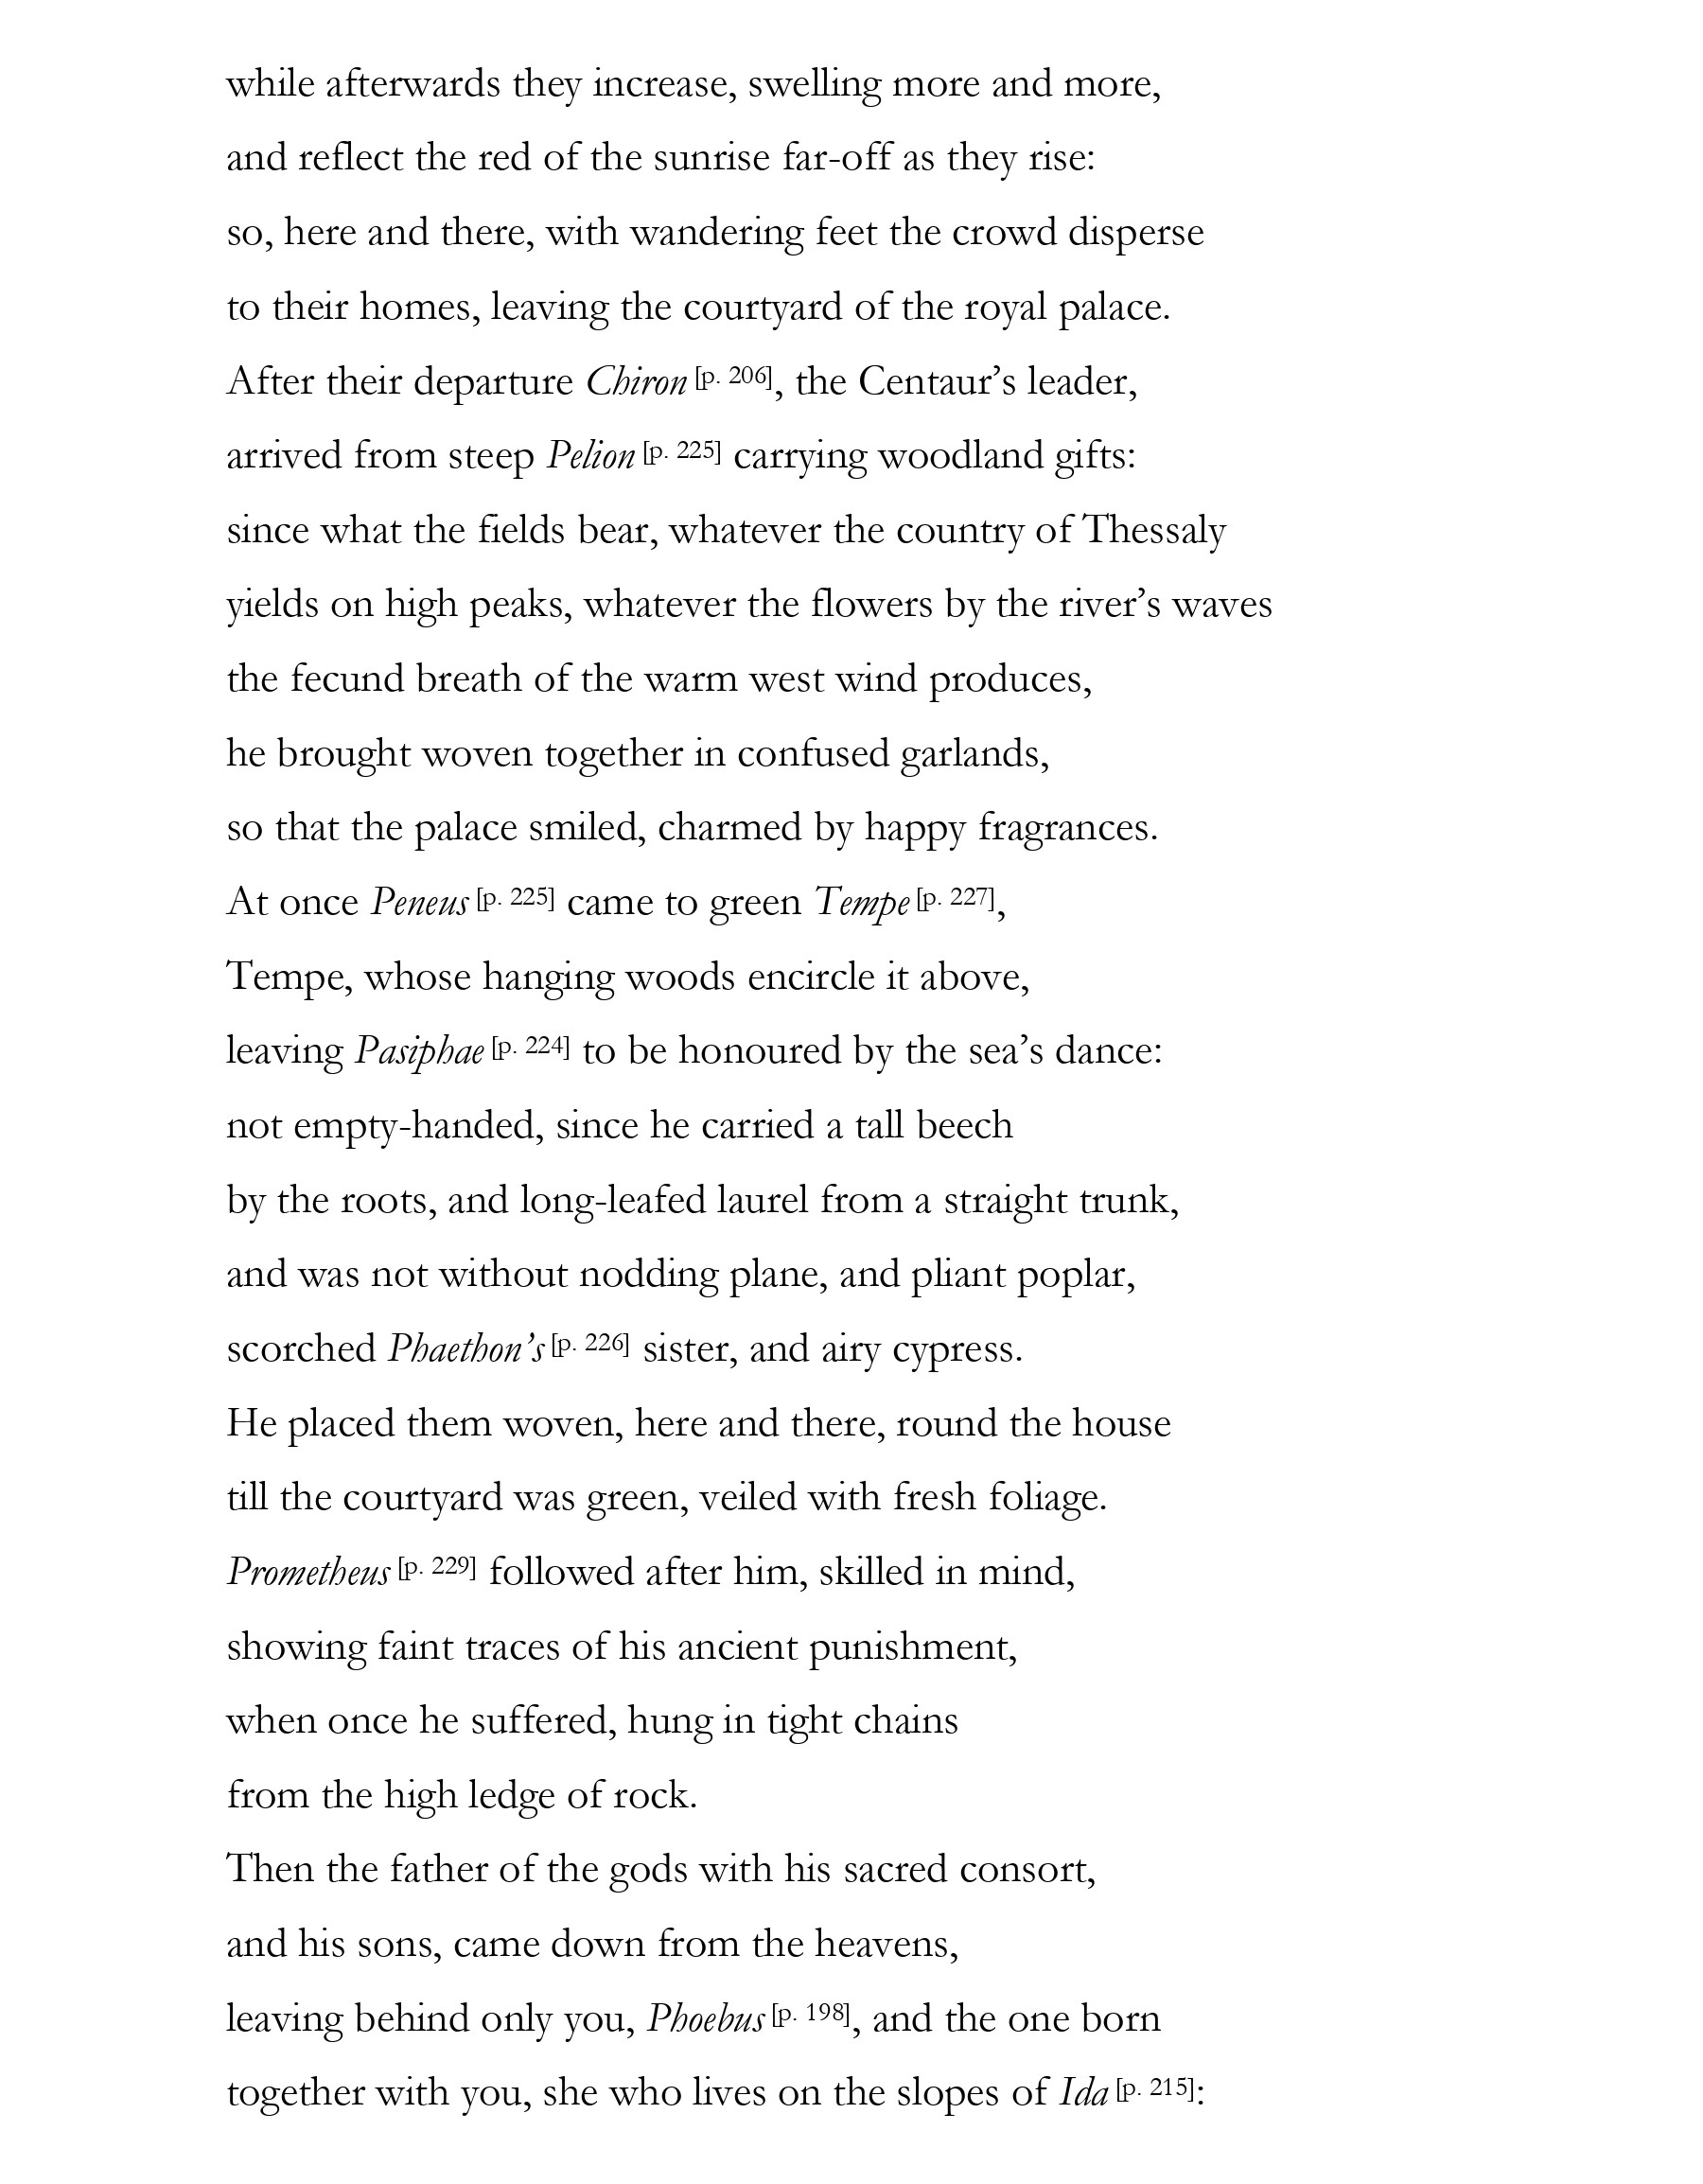 while afterwards they increase, swelling more and more,
and reflect the red of the sunrise far-off as they rise:
so, here and there, with wandering feet the crowd disperse
to their homes, leaving the courtyard of the royal palace.
After their departure Chiron [p. 206], the Centaur’s leader,
arrived from steep Pelion [p. 225] carrying woodland gifts:
since what the fields bear, whatever the country of Thessaly
yields on high peaks, whatever the flowers by the river’s waves
the fecund breath of the warm west wind produces,
he brought woven together in confused garlands,
so that the palace smiled, charmed by happy fragrances.
At once Peneus [p. 225] came to green Tempe [p. 227],
Tempe, whose hanging woods encircle it above,
leaving Pasiphae [p. 224] to be honoured by the sea’s dance:
not empty-handed, since he carried a tall beech
by the roots, and long-leafed laurel from a straight trunk,
and was not without nodding plane, and pliant poplar,
scorched Phaethon’s [p. 226] sister, and airy cypress.
He placed them woven, here and there, round the house
till the courtyard was green, veiled with fresh foliage.
Prometheus [p. 229] followed after him, skilled in mind,
showing faint traces of his ancient punishment,
when once he suffered, hung in tight chains
from the high ledge of rock.
Then the father of the gods with his sacred consort,
and his sons, came down from the heavens,
leaving behind only you, Phoebus [p. 198], and the one born
together with you, she who lives on the slopes of Ida [p. 215]: